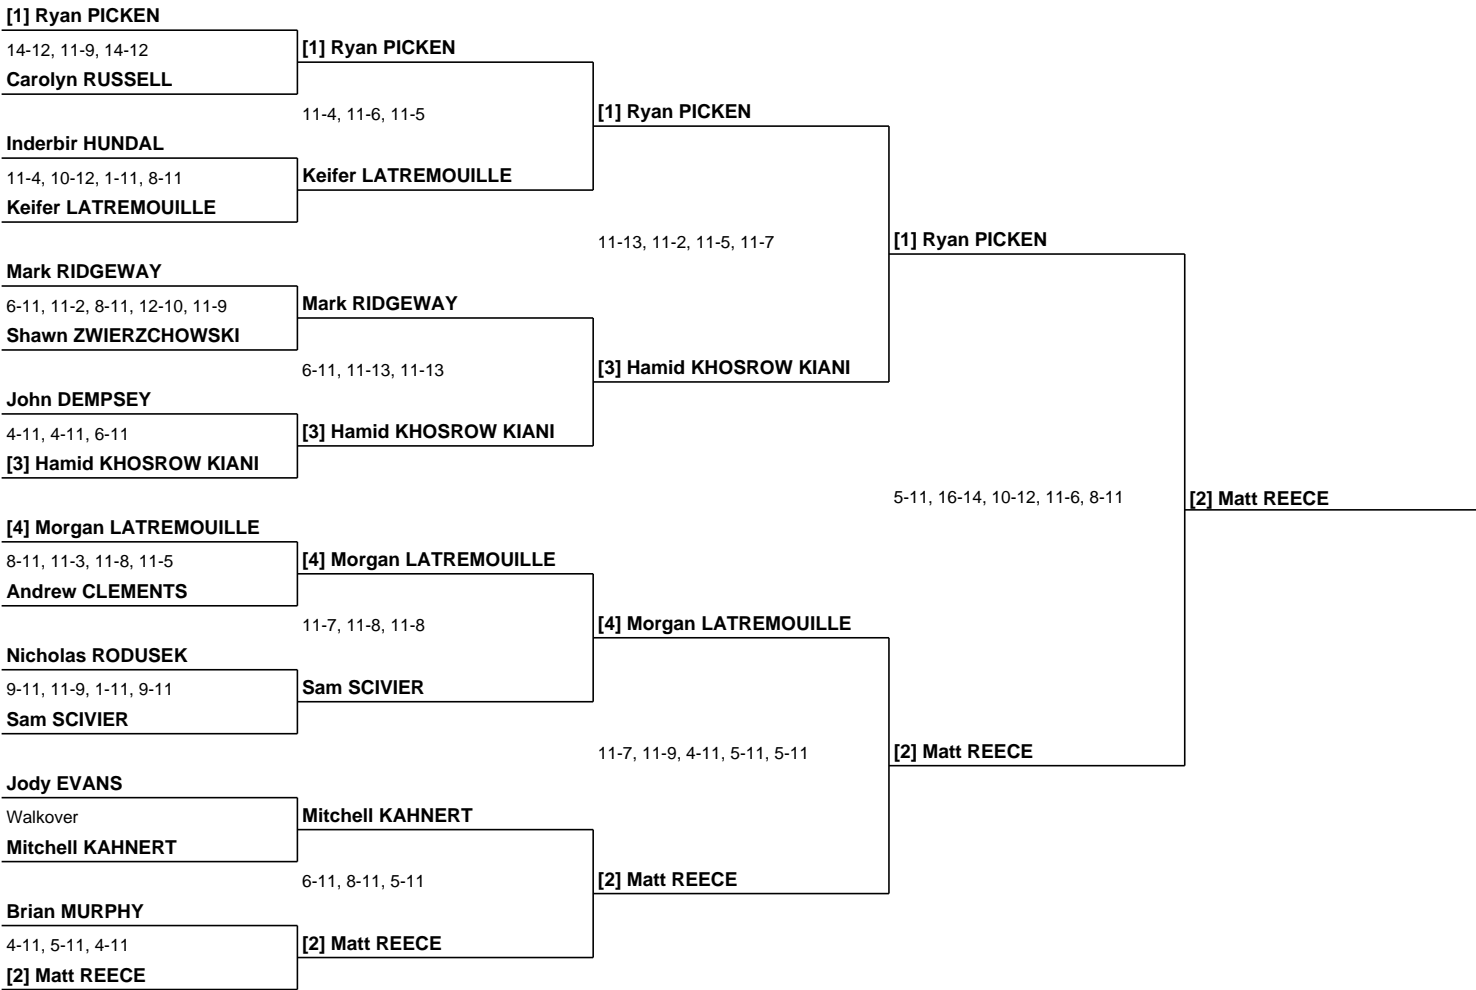 [1] Ryan PICKEN
14-12, 11-9, 14-12
[1] Ryan PICKEN
Carolyn RUSSELL
11-4, 11-6, 11-5
[1] Ryan PICKEN
Inderbir HUNDAL
11-4, 10-12, 1-11, 8-11
Keifer LATREMOUILLE
Keifer LATREMOUILLE
11-13, 11-2, 11-5, 11-7
[1] Ryan PICKEN
Mark RIDGEWAY
6-11, 11-2, 8-11, 12-10, 11-9
Mark RIDGEWAY
Shawn ZWIERZCHOWSKI
6-11, 11-13, 11-13
[3] Hamid KHOSROW KIANI
John DEMPSEY
4-11, 4-11, 6-11
[3] Hamid KHOSROW KIANI
[3] Hamid KHOSROW KIANI
5-11, 16-14, 10-12, 11-6, 8-11
[2] Matt REECE
[4] Morgan LATREMOUILLE
8-11, 11-3, 11-8, 11-5
[4] Morgan LATREMOUILLE
Andrew CLEMENTS
11-7, 11-8, 11-8
[4] Morgan LATREMOUILLE
Nicholas RODUSEK
9-11, 11-9, 1-11, 9-11
Sam SCIVIER
Sam SCIVIER
11-7, 11-9, 4-11, 5-11, 5-11
[2] Matt REECE
Jody EVANS
Walkover
Mitchell KAHNERT
Mitchell KAHNERT
6-11, 8-11, 5-11
[2] Matt REECE
Brian MURPHY
4-11, 5-11, 4-11
[2] Matt REECE
[2] Matt REECE